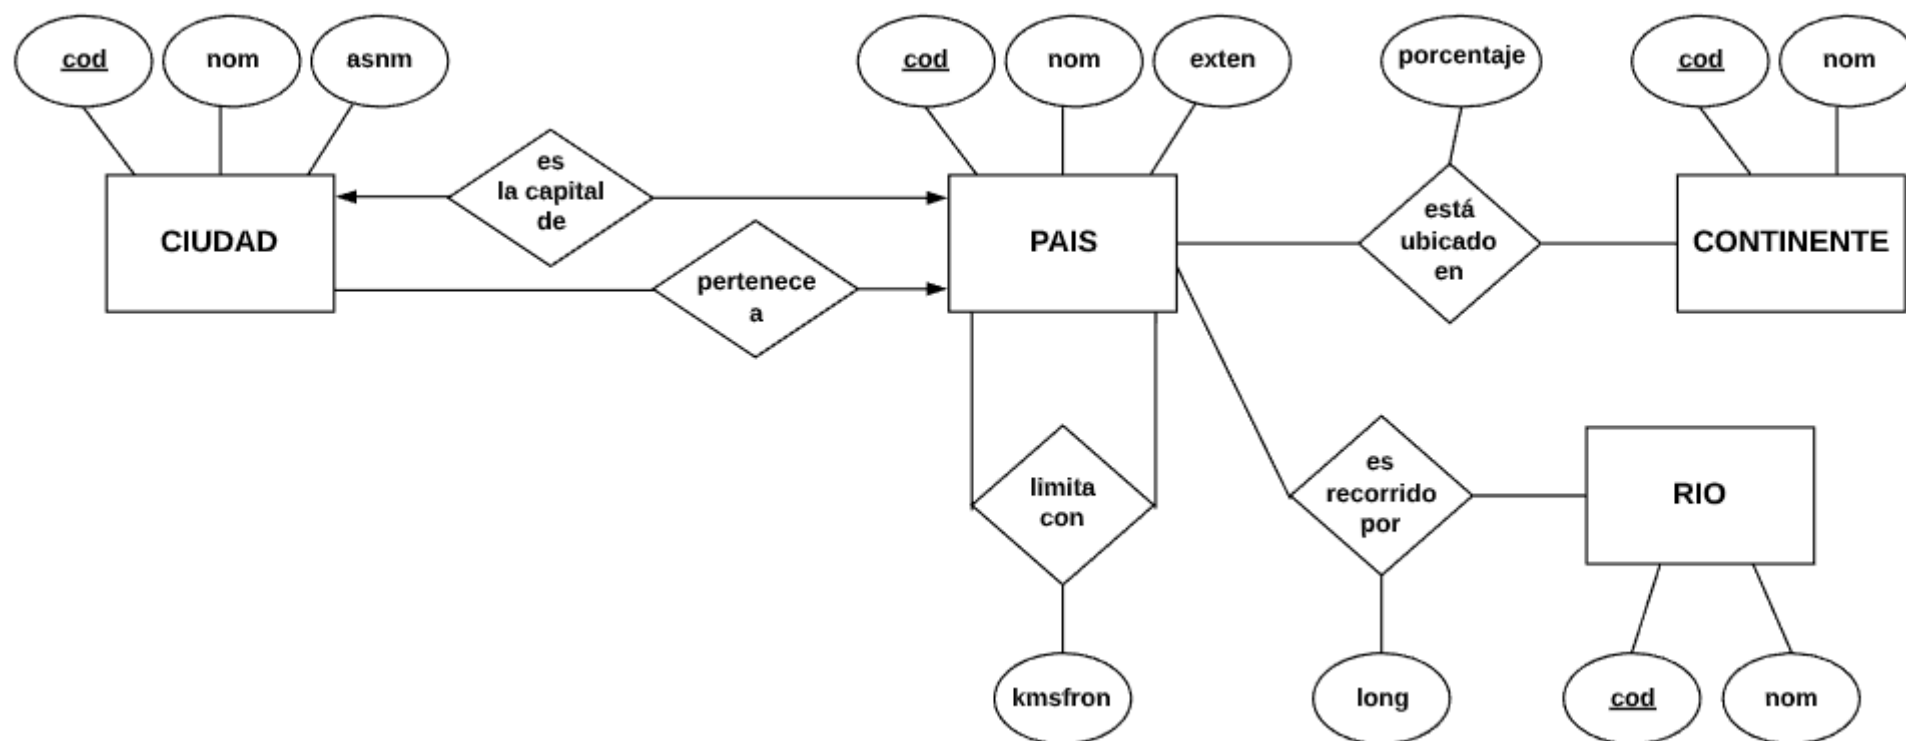 cod
nom
asnm
cod
nom
exten
porcentaje
cod
nom
es
la capital
de
CIUDAD
pertenece
a
PAIS
está
ubicado
en
CONTINENTE
limita
con
es
recorrido
por
RIO
kmsfron
long
cod
nom